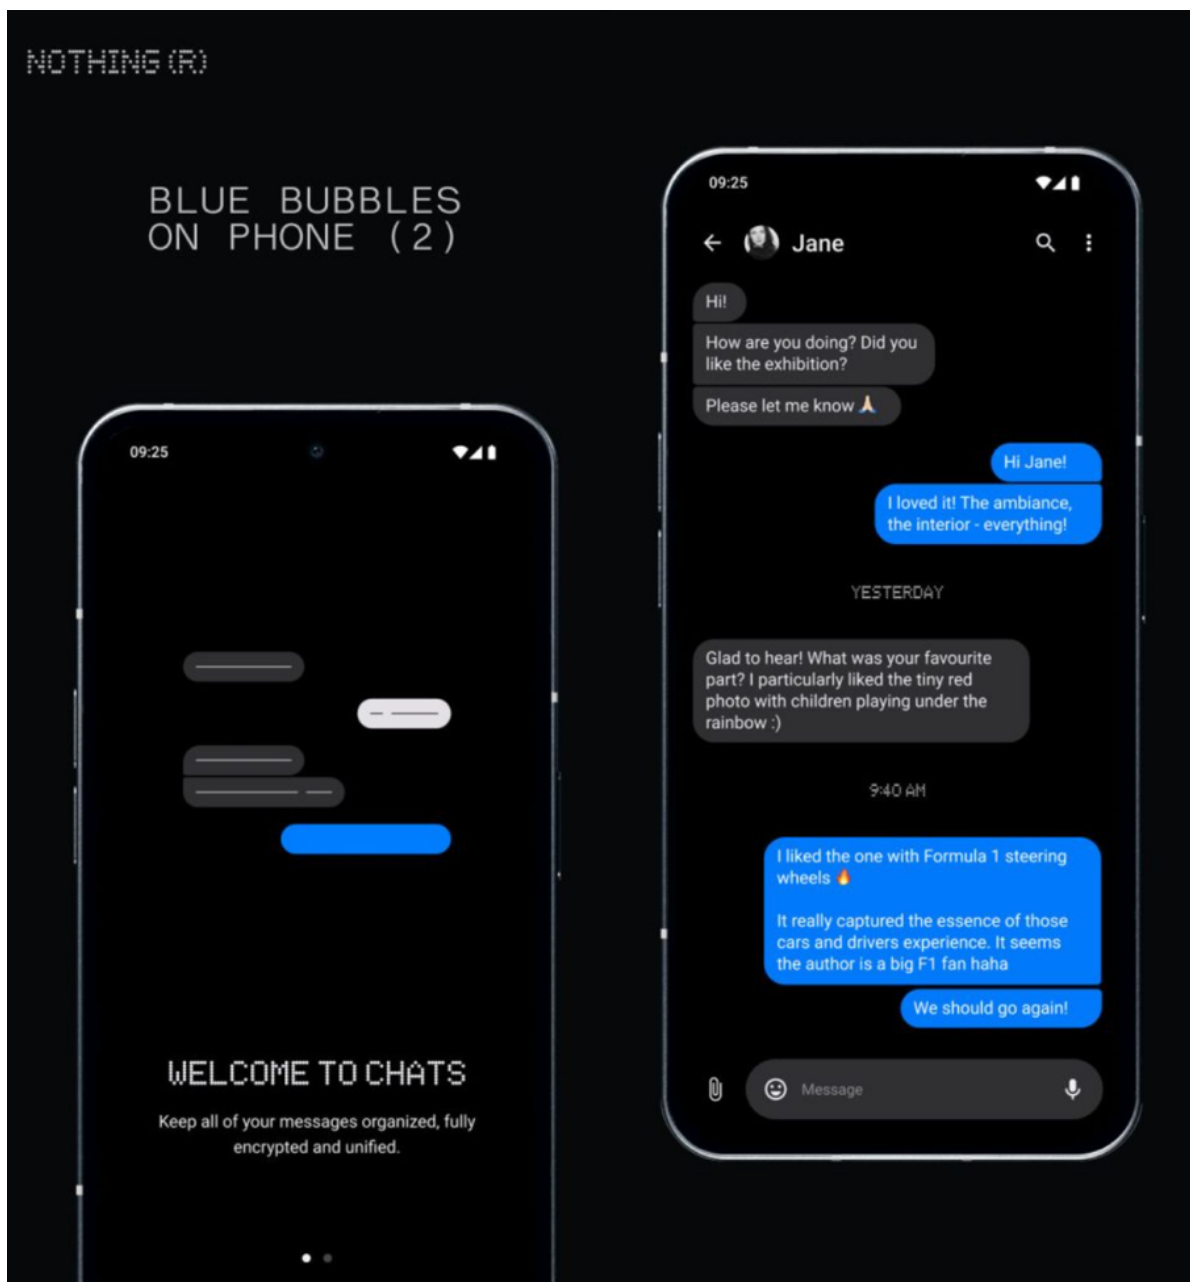 NOTHING (R)
BLUE BUBBLES
ON PHONE (2)
09:25
WELCOME TO CHATS
Keep all of your messages organized, fully
encrypted and unified.
09:25
Jane
Hi!
How are you doing? Did you
like the exhibition?
Please let me know 🙏🏻
Hi Jane!
I loved it! The ambiance,
the interior - everything!
YESTERDAY
Glad to hear! What was your favourite
part? I particularly liked the tiny red
photo with children playing under the
rainbow :)
9:40 AM
I liked the one with Formula 1 steering
wheels 🔥
It really captured the essence of those
cars and drivers experience. It seems
the author is a big F1 fan haha
We should go again!
Message